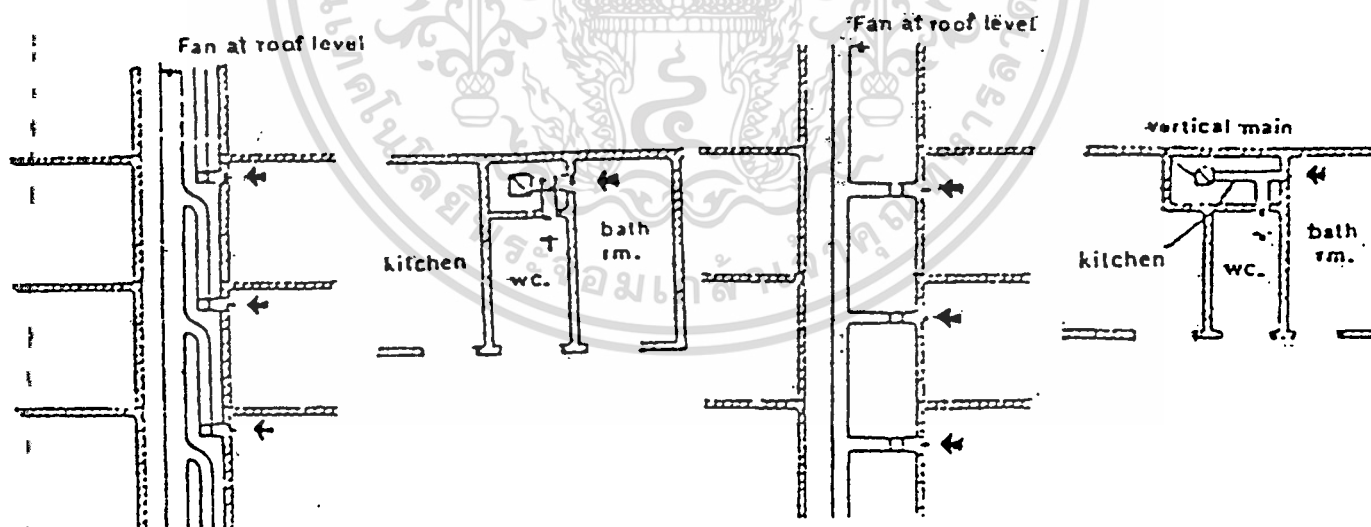 Fan at roof level
kitchen
wc.
bath
rm.
Fan at roof level
vertical main
kitchen
wc.
bath
rm.